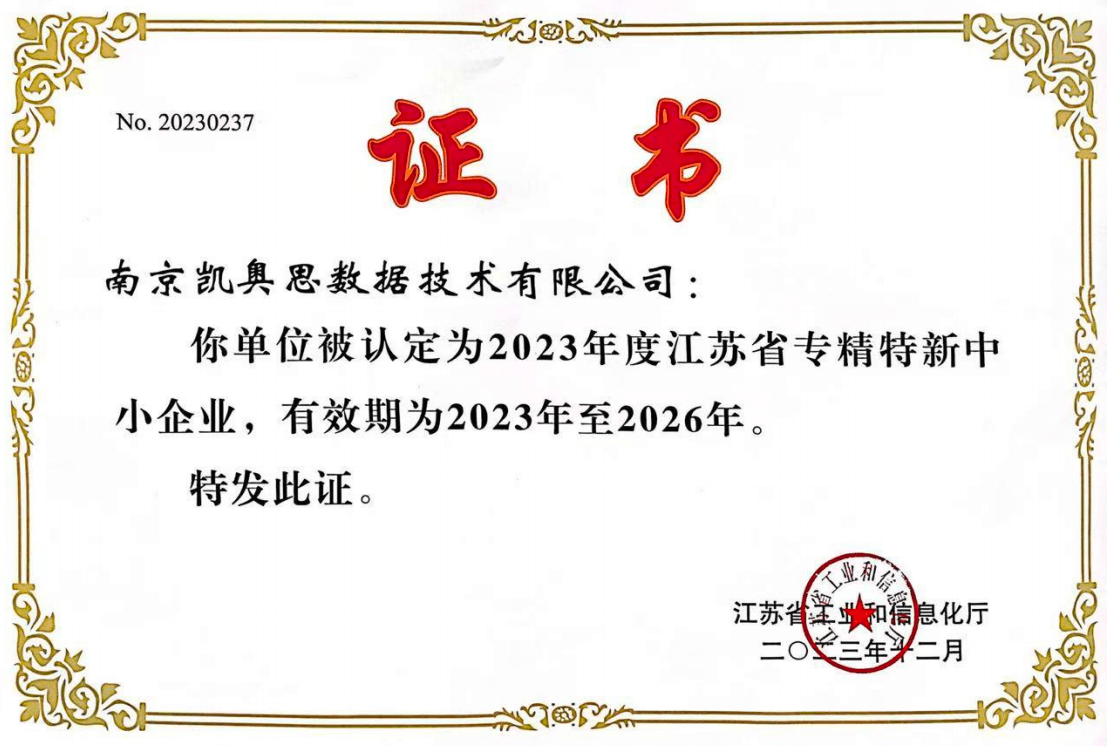 No. 20230237
证书
南京凯奥思数据技术有限公司：
你单位被认定为2023年度江苏省专精特新中
小企业，有效期为2023年至2026年。
特发此证。
江苏省工业和信息化厅
江苏省工业和信息化厅
二〇二三年十二月